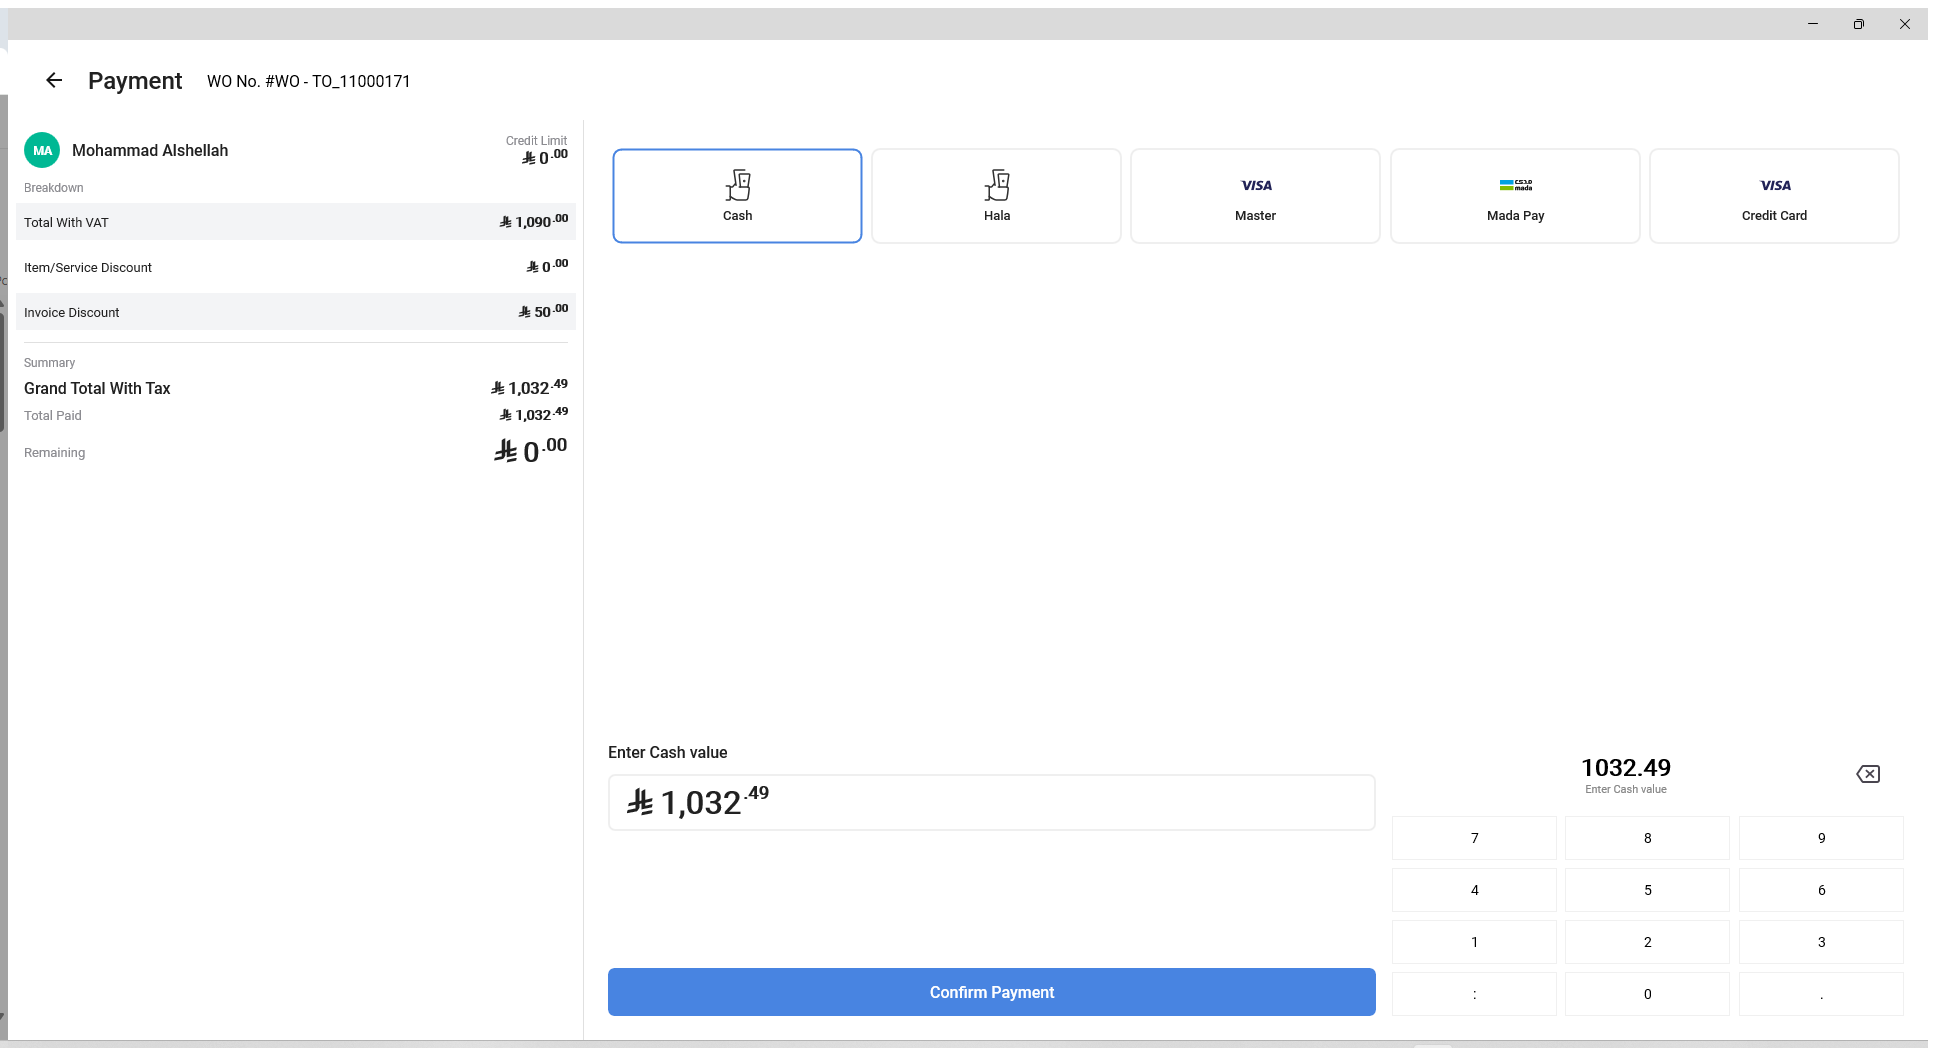 Payment WO No. #WO - TO_11000171
MA Mohammad Alshellah
Credit Limit
0.00
Breakdown
Total With VAT 1,090.00
Item/Service Discount 0.00
Invoice Discount 50.00
Summary
Grand Total With Tax 1,032.49
Total Paid 1,032.49
Remaining 0.00
Cash
Hala
VISA
Master
مدى mada
Mada Pay
VISA
Credit Card
Enter Cash value
1,032.49
Confirm Payment
1032.49
Enter Cash value
7 8 9
4 5 6
1 2 3
: 0 .